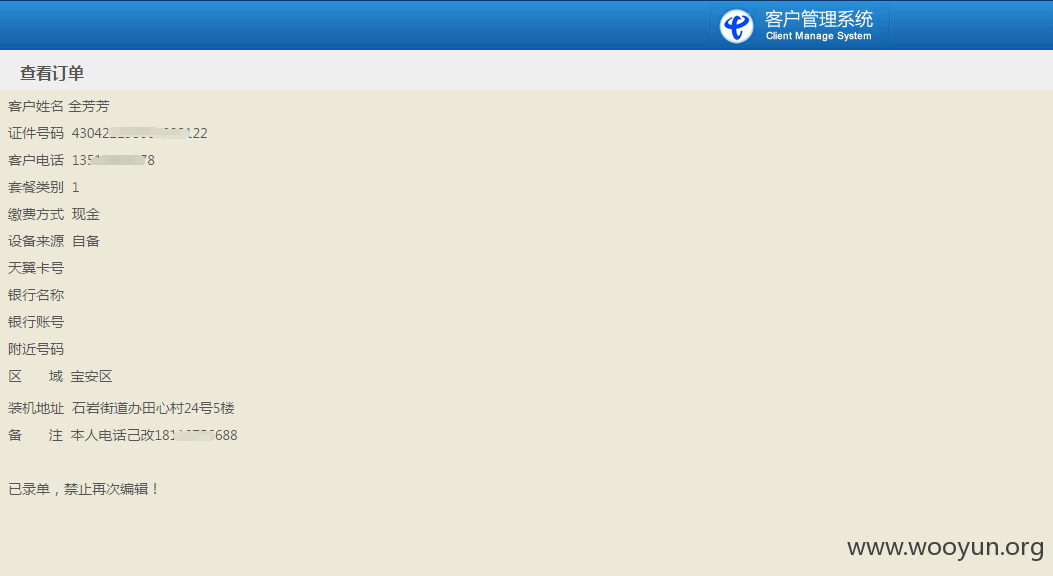 客户管理系统
Client Manage System
查看订单
客户姓名 全芳芳
证件号码 43042 122
客户电话 135 78
套餐类别 1
缴费方式 现金
设备来源 自备
天翼卡号
银行名称
银行账号
附近号码
区 域 宝安区
装机地址 石岩街道办田心村24号5楼
备 注 本人电话己改181 688
已录单，禁止再次编辑！
www.wooyun.org